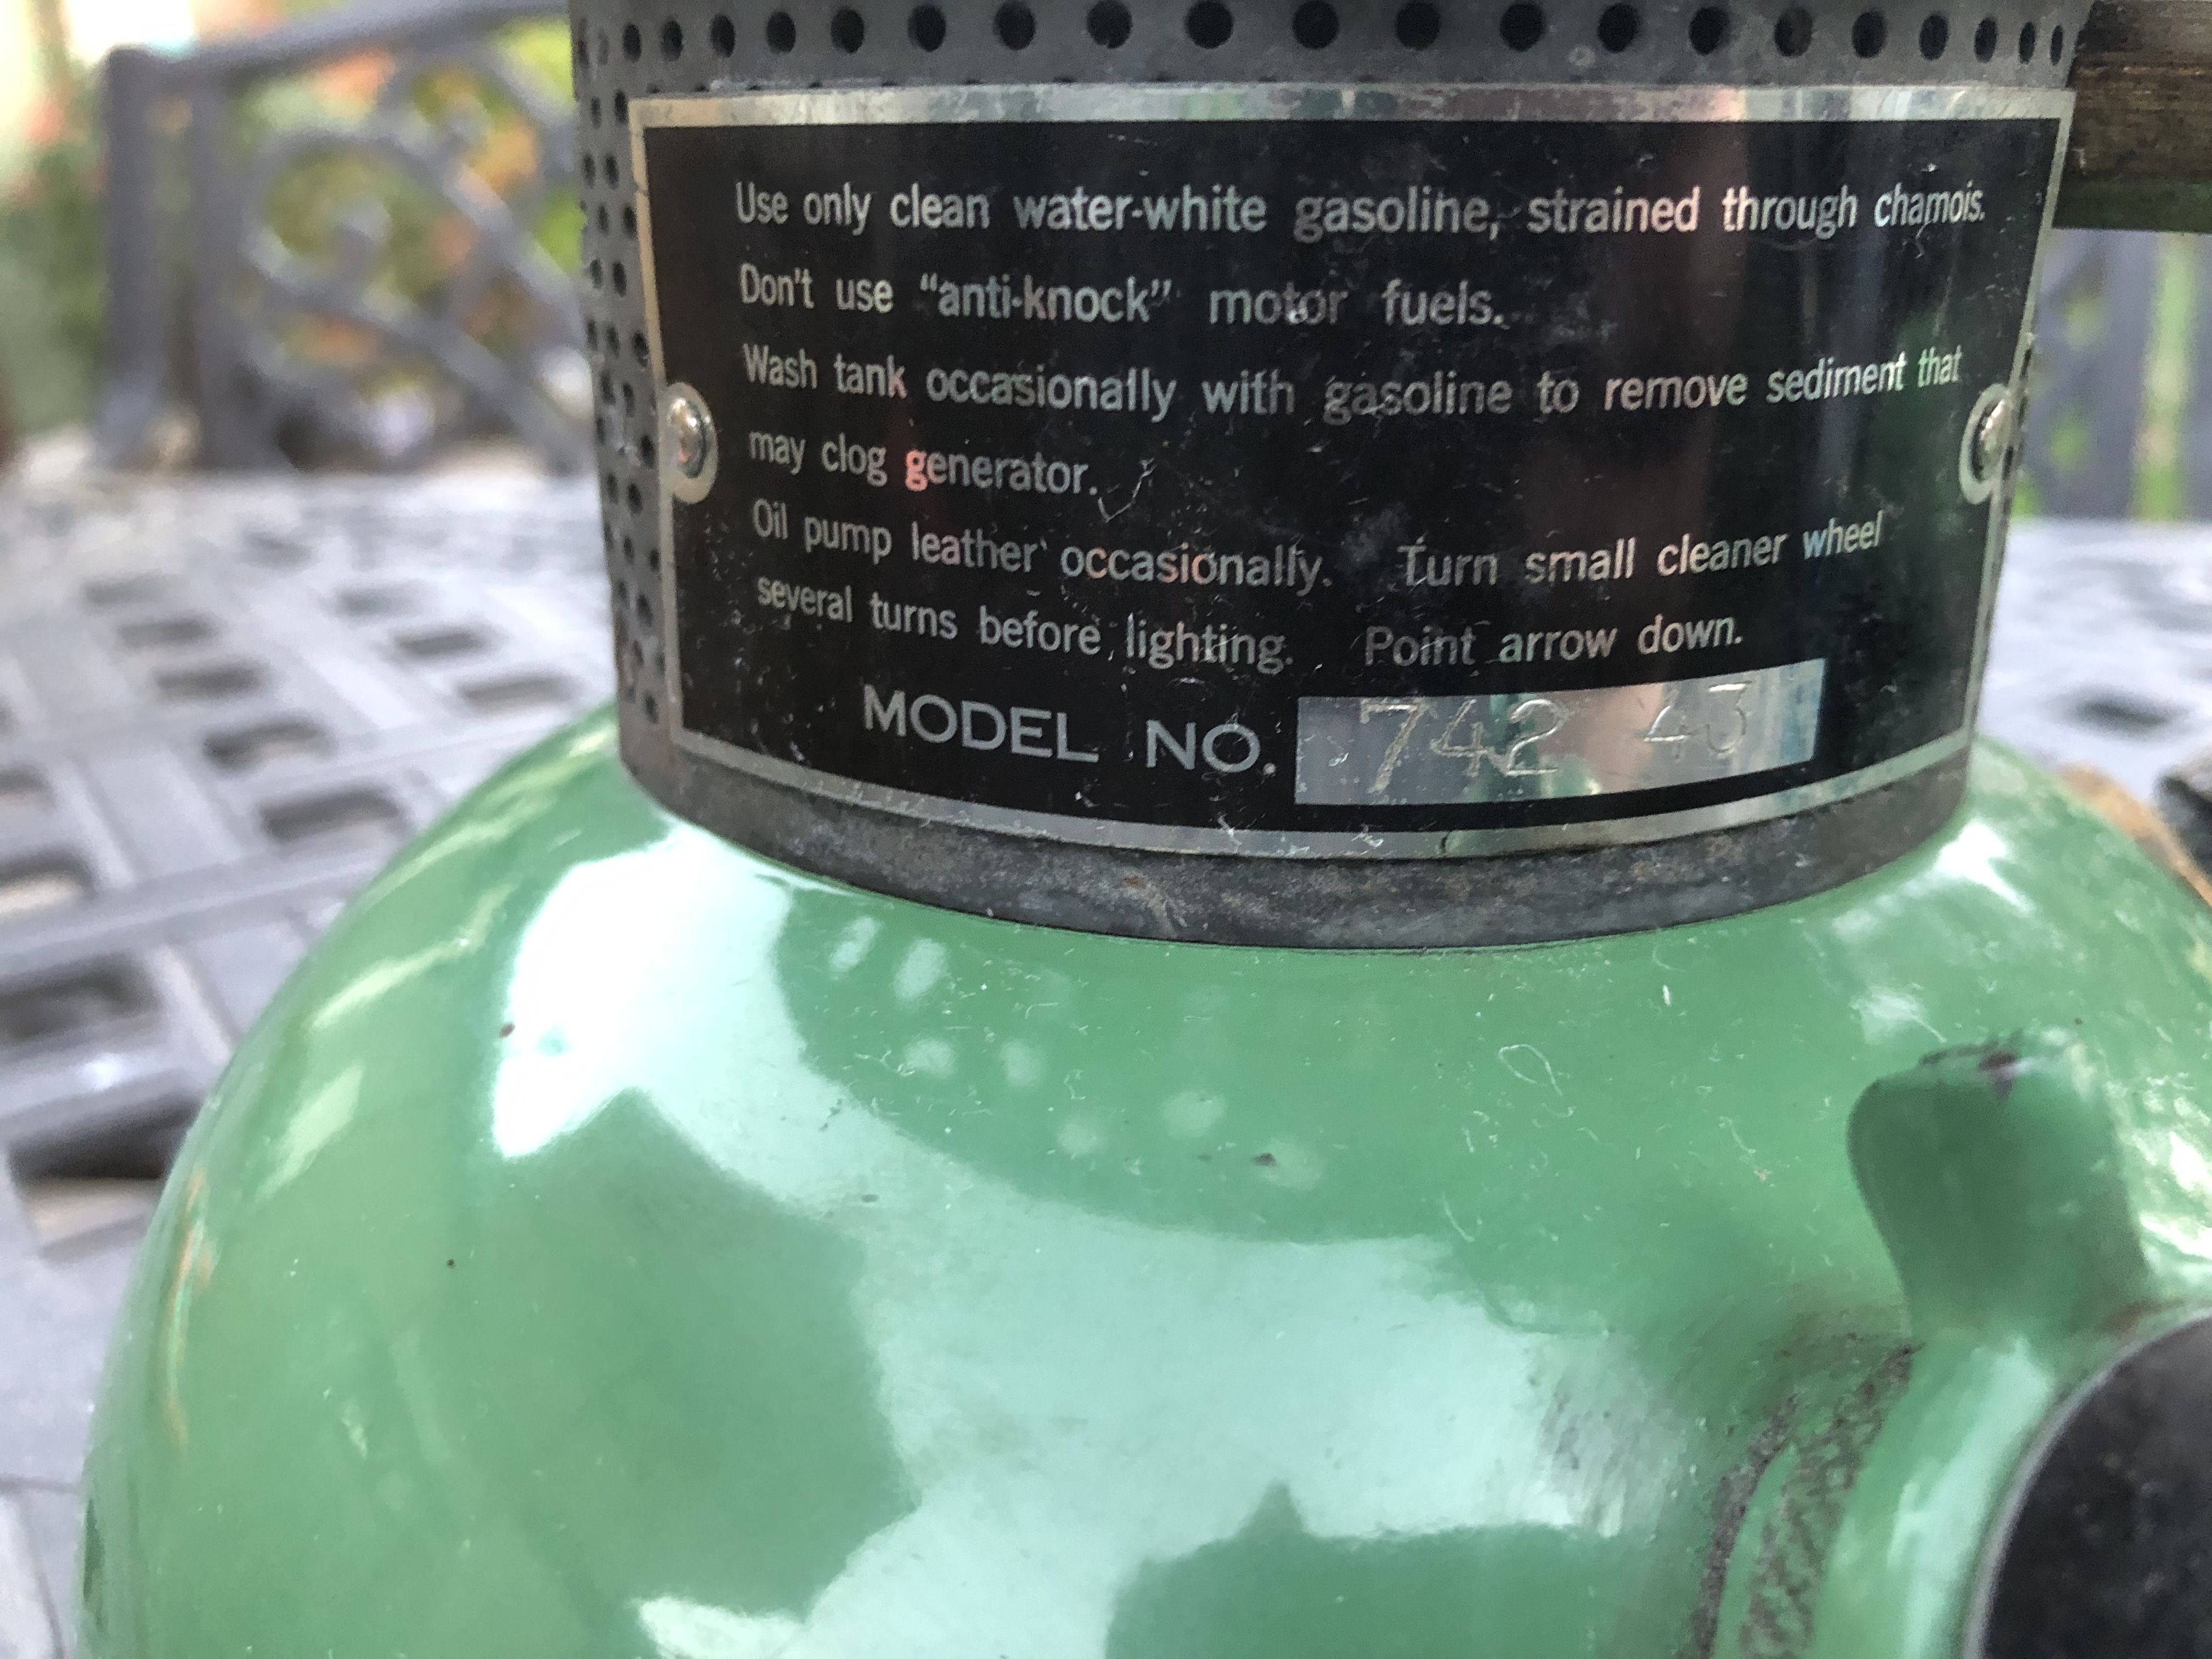 Use only clean water-white gasoline, strained through chamois.
Don't use "anti-knock" motor fuels.
Wash tank occasionally with gasoline to remove sediment that
may clog generator.
Oil pump leather occasionally. Turn small cleaner wheel
several turns before lighting. Point arrow down.
MODEL NO. 742 43